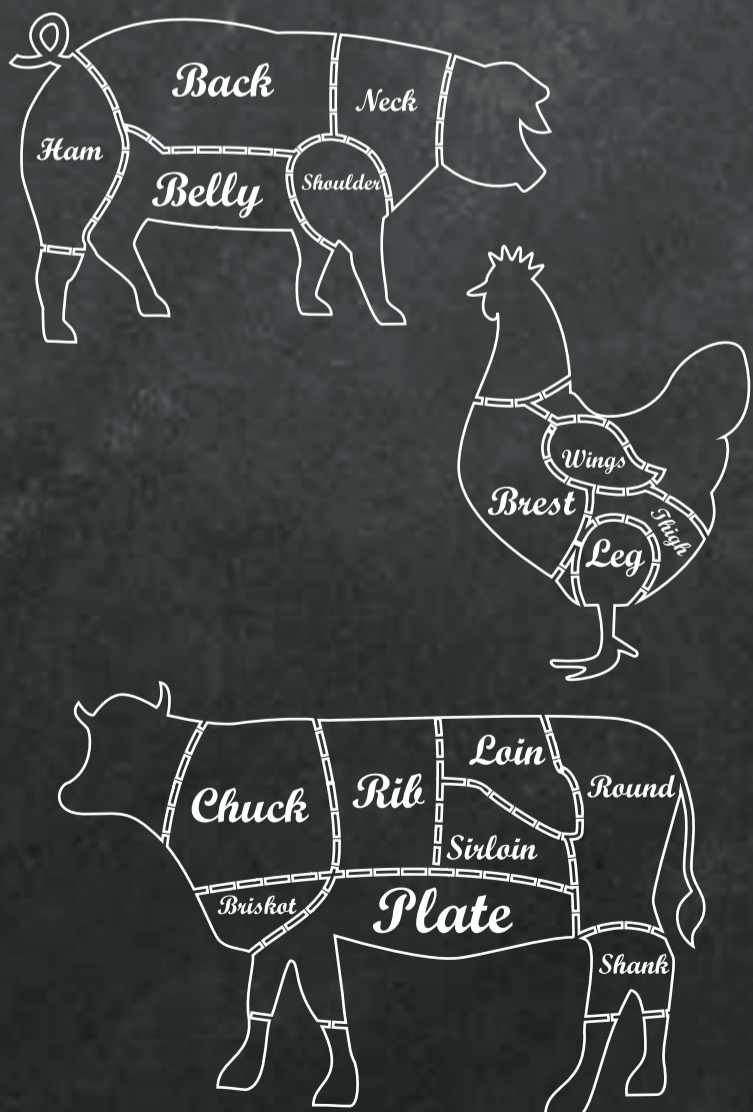 Back
Neck
Ham
Shoulder
Belly
Wings
Brest
Thigh
Leg
Loin
Round
Rib
Chuck
Sirloin
Briskot
Plate
Shank